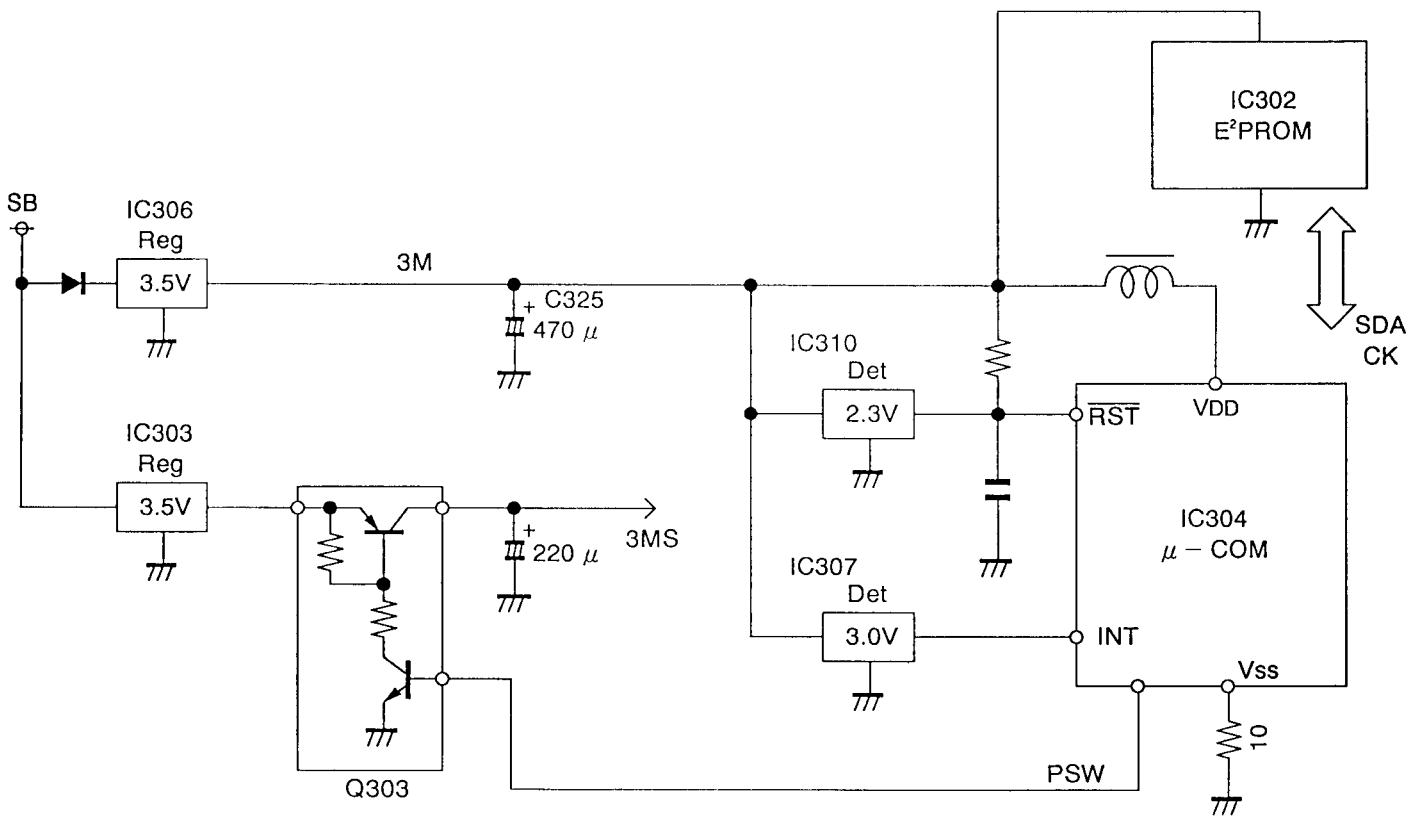 IC302
E²PROM
SB
IC306
Reg
3.5V
3M
+ C325
470 μ
SDA
CK
IC310
Det
2.3V
VDD
RST
IC303
Reg
3.5V
+
220 μ
3MS
IC304
μ – COM
IC307
Det
3.0V
INT
Vss
10
PSW
Q303